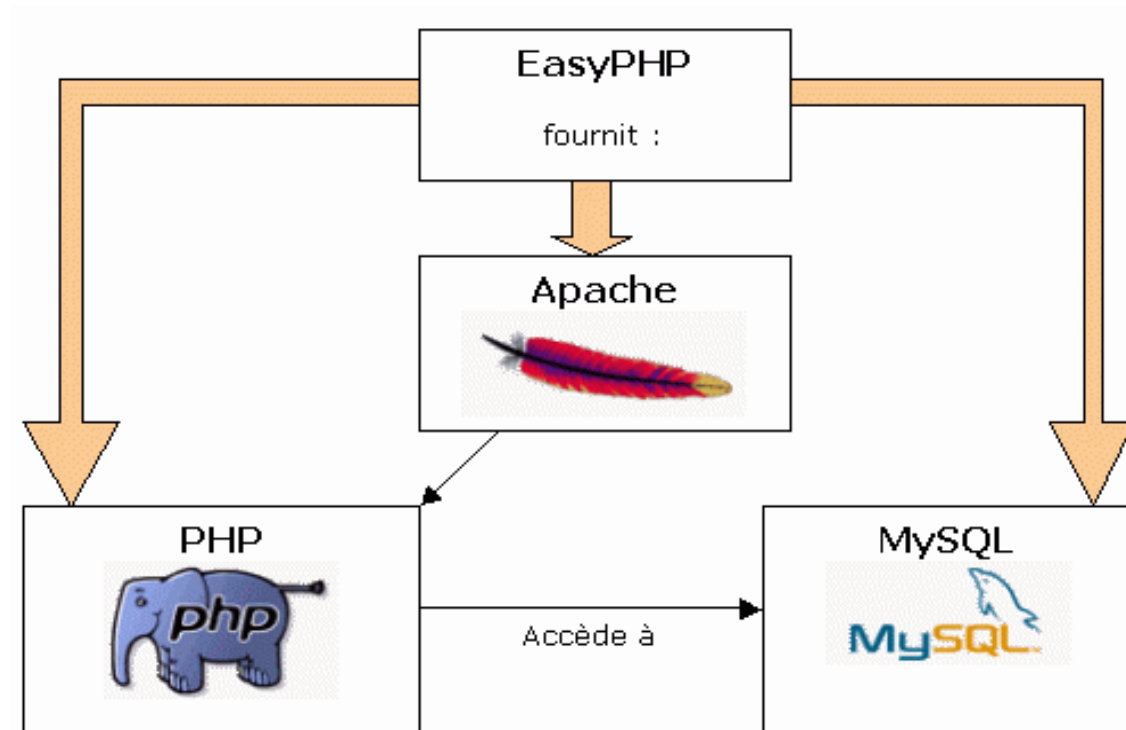 EasyPHP
fournit :
Apache
PHP
php
Accède à
MySQL
MySQL